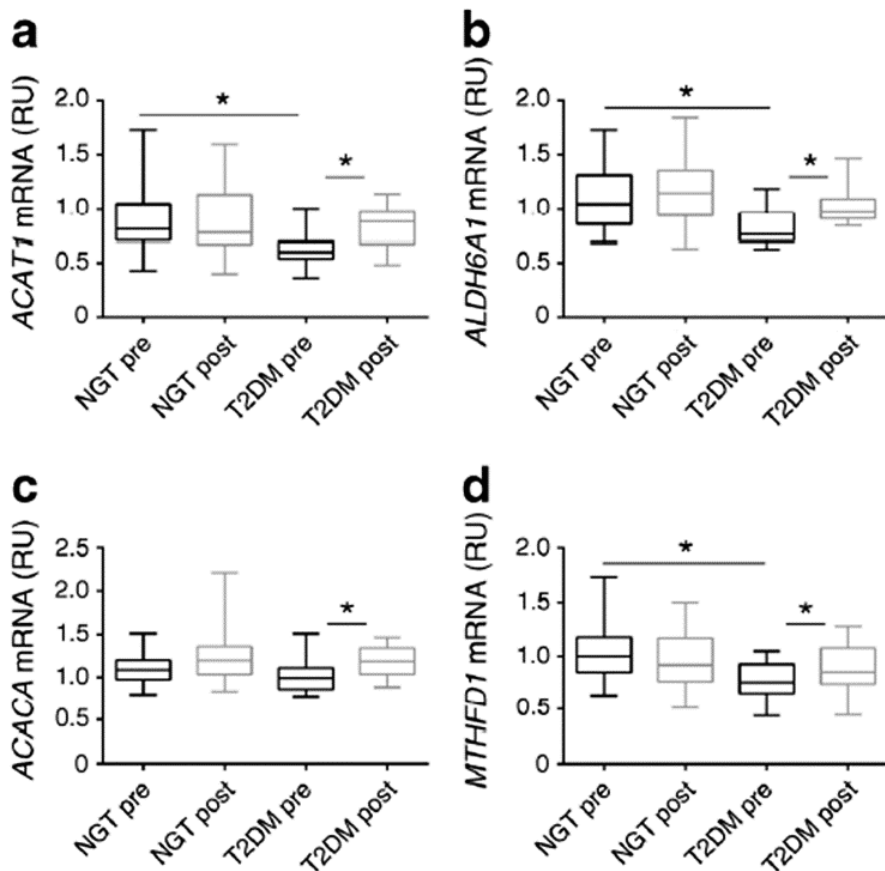 a
ACAT1 mRNA (RU)
2.0
1.5
1.0
0.5
0
*
*
NGT pre
NGT post
T2DM pre
T2DM post
b
ALDH6A1 mRNA (RU)
2.0
1.5
1.0
0.5
0
*
*
NGT pre
NGT post
T2DM pre
T2DM post
c
ACACA mRNA (RU)
2.5
2.0
1.5
1.0
0.5
0
*
NGT pre
NGT post
T2DM pre
T2DM post
d
MTHFD1 mRNA (RU)
2.0
1.5
1.0
0.5
0
*
*
NGT pre
NGT post
T2DM pre
T2DM post